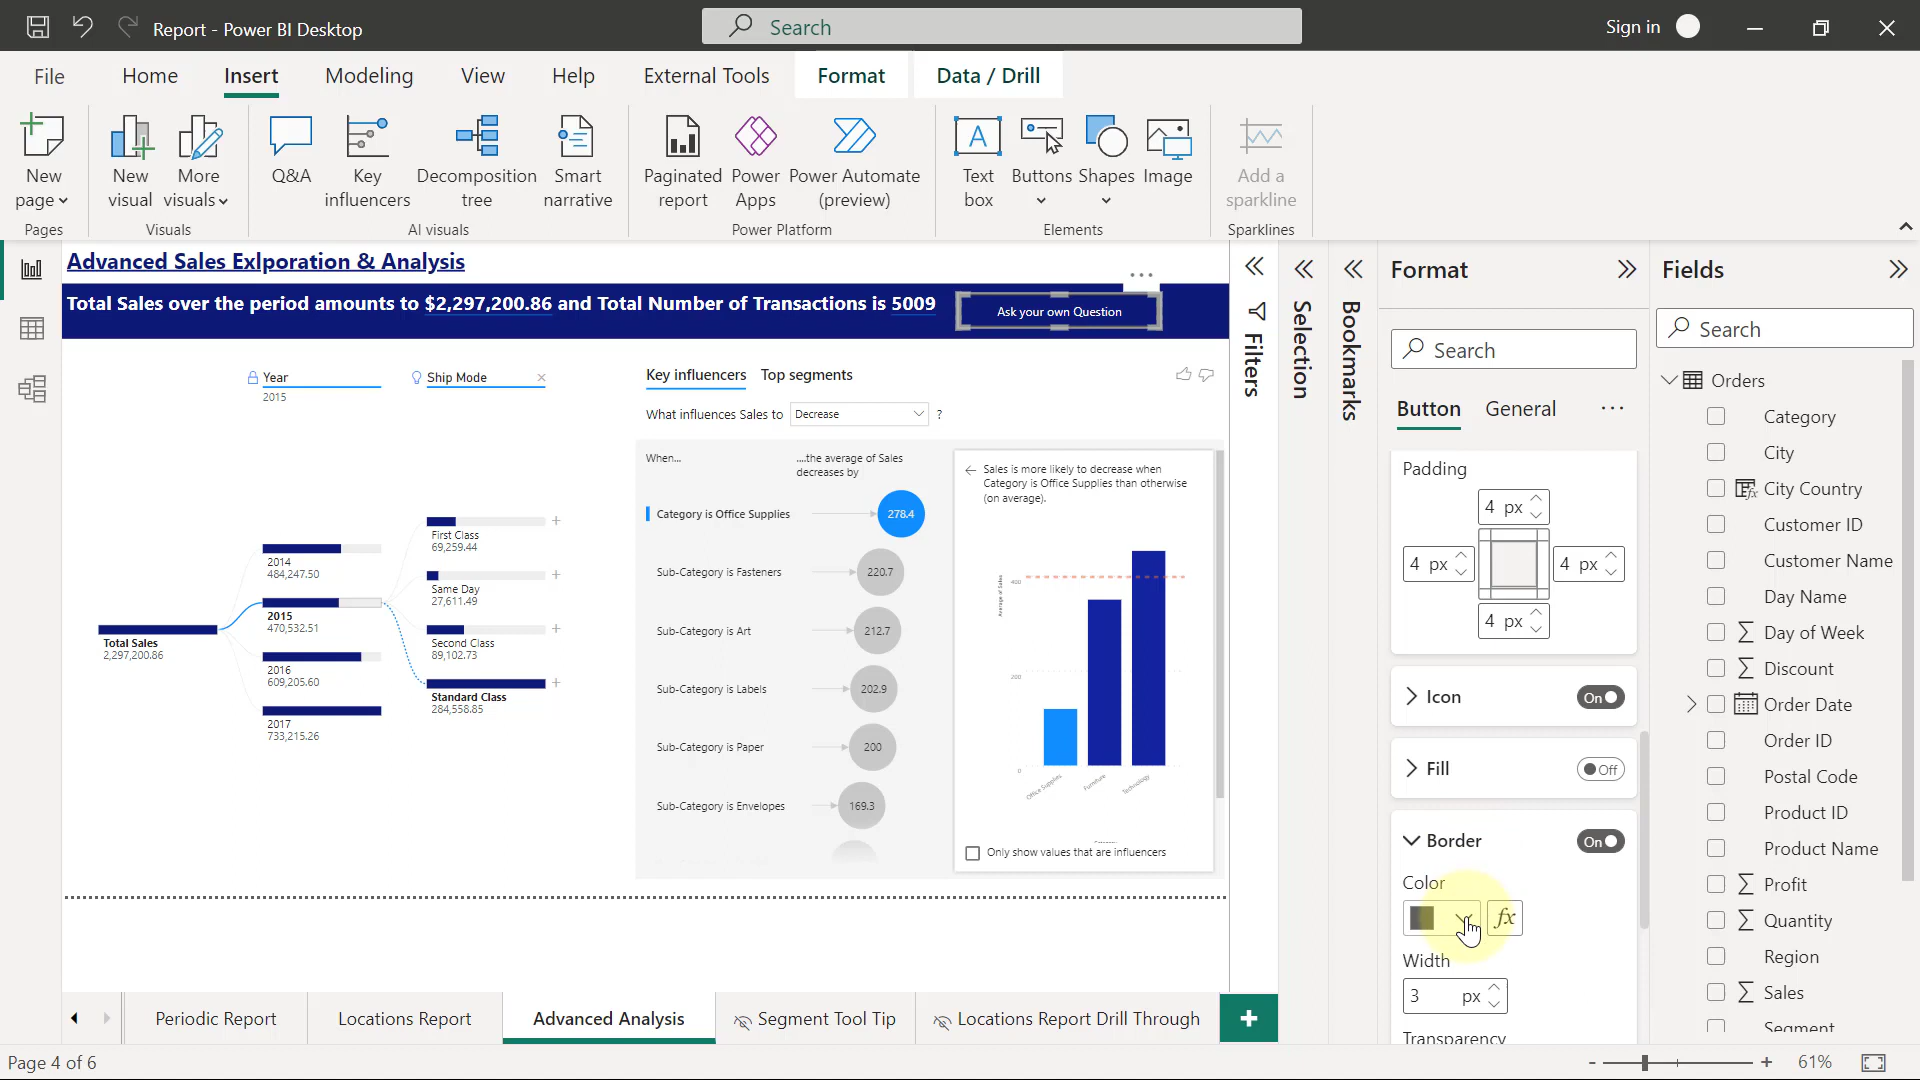 Report - Power BI Desktop
Search
Sign in
File
Home
Insert
Modeling
View
Help
External Tools
Format
Data / Drill
New page
New visual
More visuals
Q&A
Key influencers
Decomposition tree
Smart narrative
Paginated report
Power Apps
Power Automate (preview)
Text box
Buttons
Shapes
Image
Add a sparkline
Pages
Visuals
AI visuals
Power Platform
Elements
Sparklines
Advanced Sales Exlporation & Analysis
Total Sales over the period amounts to $2,297,200.86 and Total Number of Transactions is 5009
Ask your own Question
Year
2015
Ship Mode
Total Sales
2,297,200.86
2014
484,247.50
2015
470,532.51
2016
609,205.60
2017
733,215.26
First Class
69,259.44
Same Day
27,611.49
Second Class
89,102.73
Standard Class
284,558.85
Key influencers
Top segments
What influences Sales to
Decrease
?
When...
....the average of Sales
decreases by
Category is Office Supplies
278.4
Sub-Category is Fasteners
220.7
Sub-Category is Art
212.7
Sub-Category is Labels
202.9
Sub-Category is Paper
200
Sub-Category is Envelopes
169.3
Sales is more likely to decrease when
Category is Office Supplies than otherwise
(on average).
Average of Sales
400
200
0
Office Supplies
Furniture
Technology
Only show values that are influencers
Filters
Selection
Bookmarks
Format
Search
Button
General
Padding
4 px
4 px
4 px
4 px
Icon
On
Fill
Off
Border
On
Color
fx
Width
3 px
Transparency
Fields
Search
Orders
Category
City
City Country
Customer ID
Customer Name
Day Name
Day of Week
Discount
Order Date
Order ID
Postal Code
Product ID
Product Name
Profit
Quantity
Region
Sales
Segment
Periodic Report
Locations Report
Advanced Analysis
Segment Tool Tip
Locations Report Drill Through
Page 4 of 6
61%